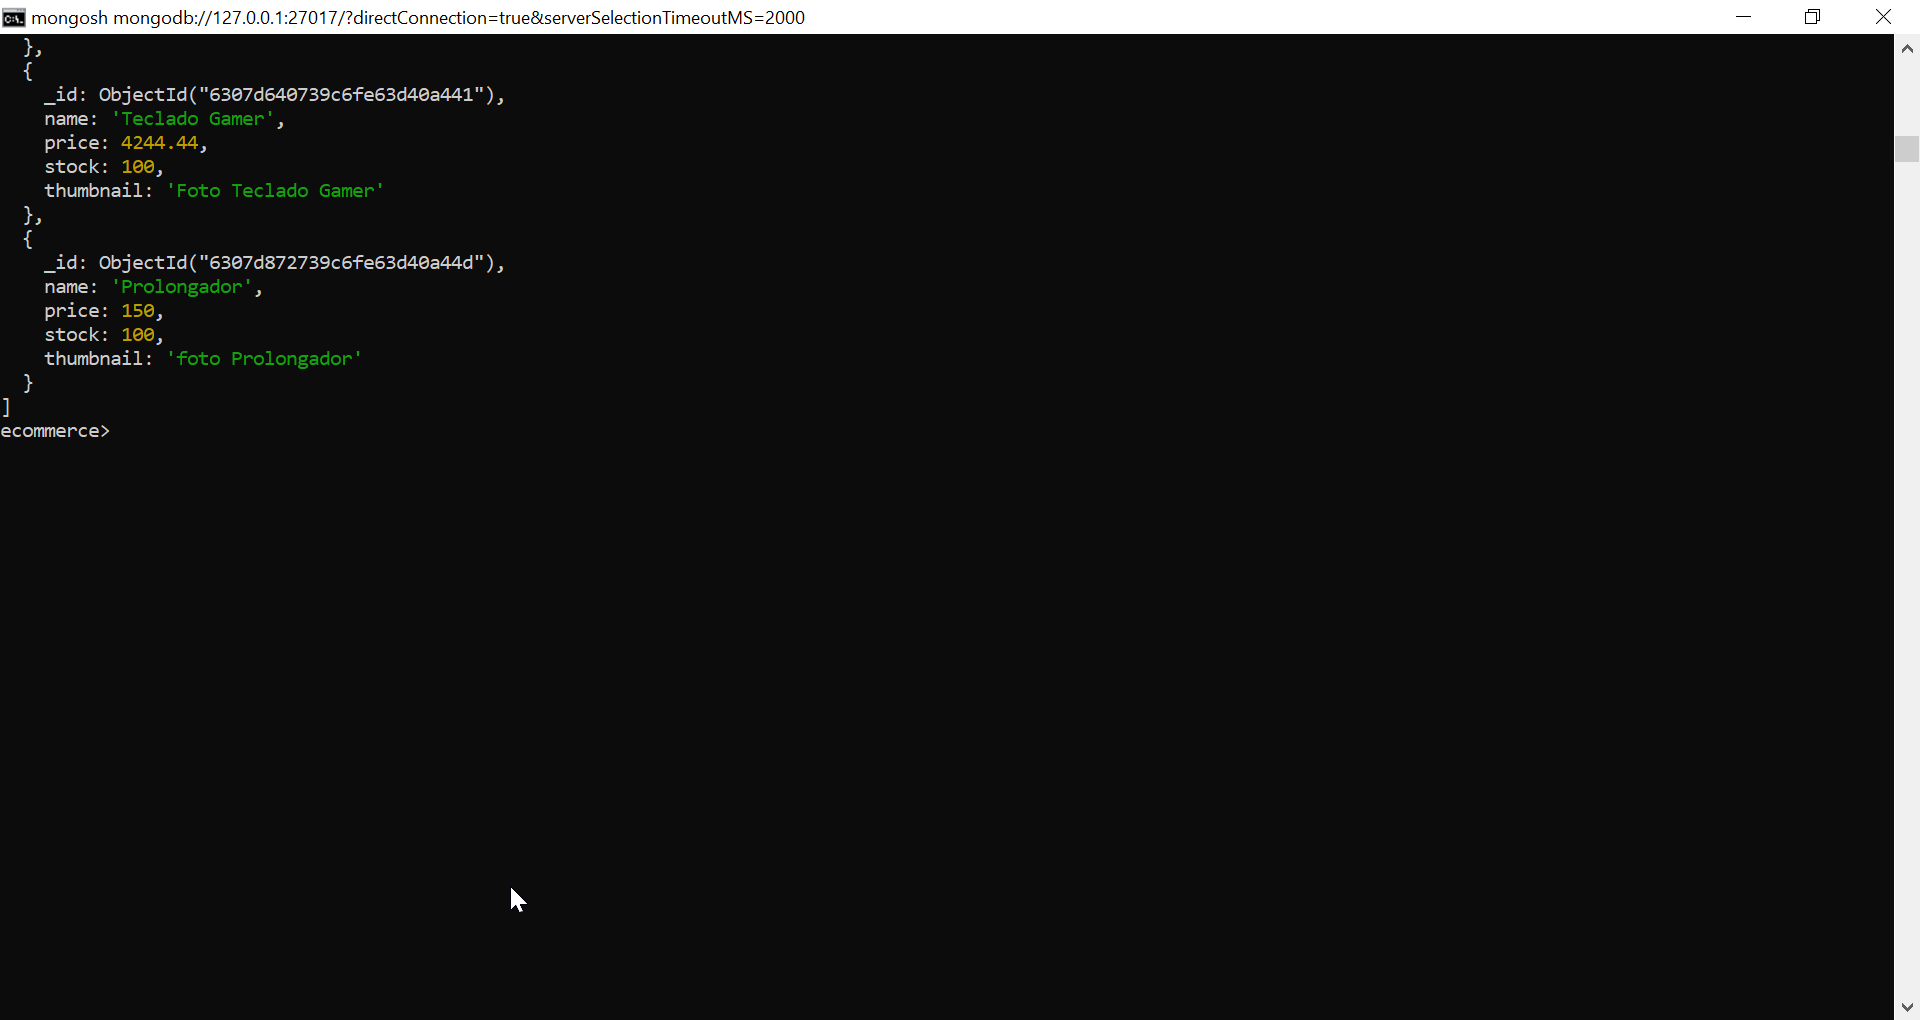 mongosh mongodb://127.0.0.1:27017/?directConnection=true&serverSelectionTimeoutMS=2000
  },
  {
    _id: ObjectId("6307d640739c6fe63d40a441"),
    name: 'Teclado Gamer',
    price: 4244.44,
    stock: 100,
    thumbnail: 'Foto Teclado Gamer'
  },
  {
    _id: ObjectId("6307d872739c6fe63d40a44d"),
    name: 'Prolongador',
    price: 150,
    stock: 100,
    thumbnail: 'foto Prolongador'
  }
]
ecommerce>